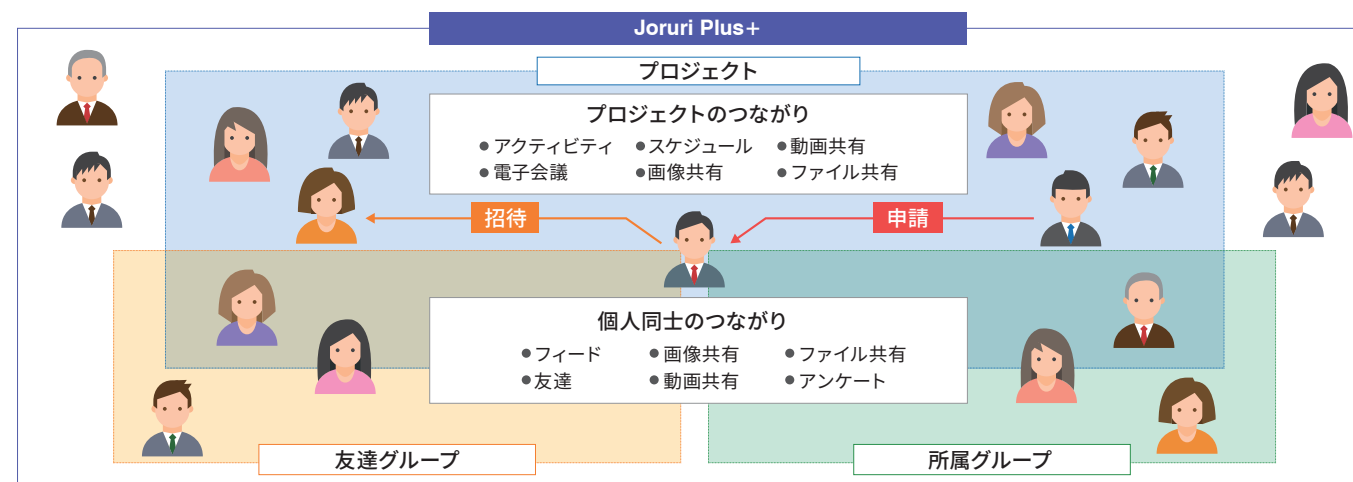 Joruri Plus+
プロジェクト
プロジェクトのつながり
●アクティビティ ●スケジュール ●動画共有
●電子会議 ●画像共有 ●ファイル共有
招待 申請
個人同士のつながり
●フィード ●画像共有 ●ファイル共有
●友達 ●動画共有 ●アンケート
友達グループ 所属グループ